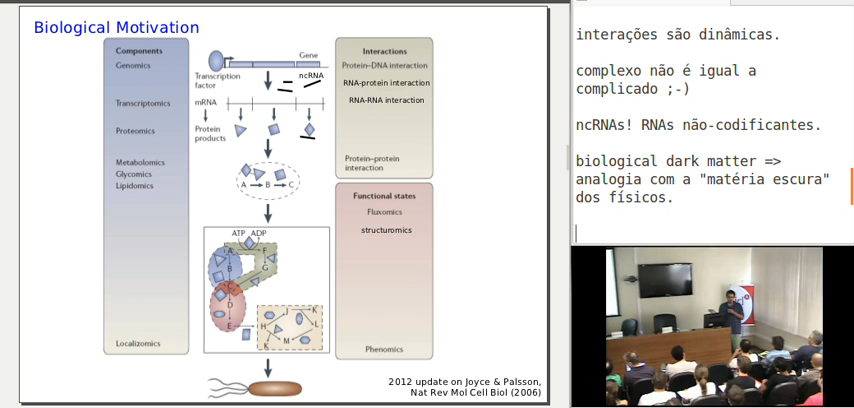 Biological Motivation
Components
Genomics
Transcriptomics
Proteomics
Metabolomics
Glycomics
Lipidomics
Localizomics
Gene
Transcription
factor
ncRNA
mRNA
Protein
products
A B C
ATP ADP
A
F
B
G
C
D
E
H
J
K
L
M
K
Interactions
Protein–DNA interaction
RNA-protein interaction
RNA-RNA interaction
Protein–protein
interaction
Functional states
Fluxomics
structuromics
Phenomics
2012 update on Joyce & Palsson,
Nat Rev Mol Cell Biol (2006)
interações são dinâmicas.
complexo não é igual a
complicado ;-)
ncRNAs! RNAs não-codificantes.
biological dark matter =>
analogia com a "matéria escura"
dos físicos.